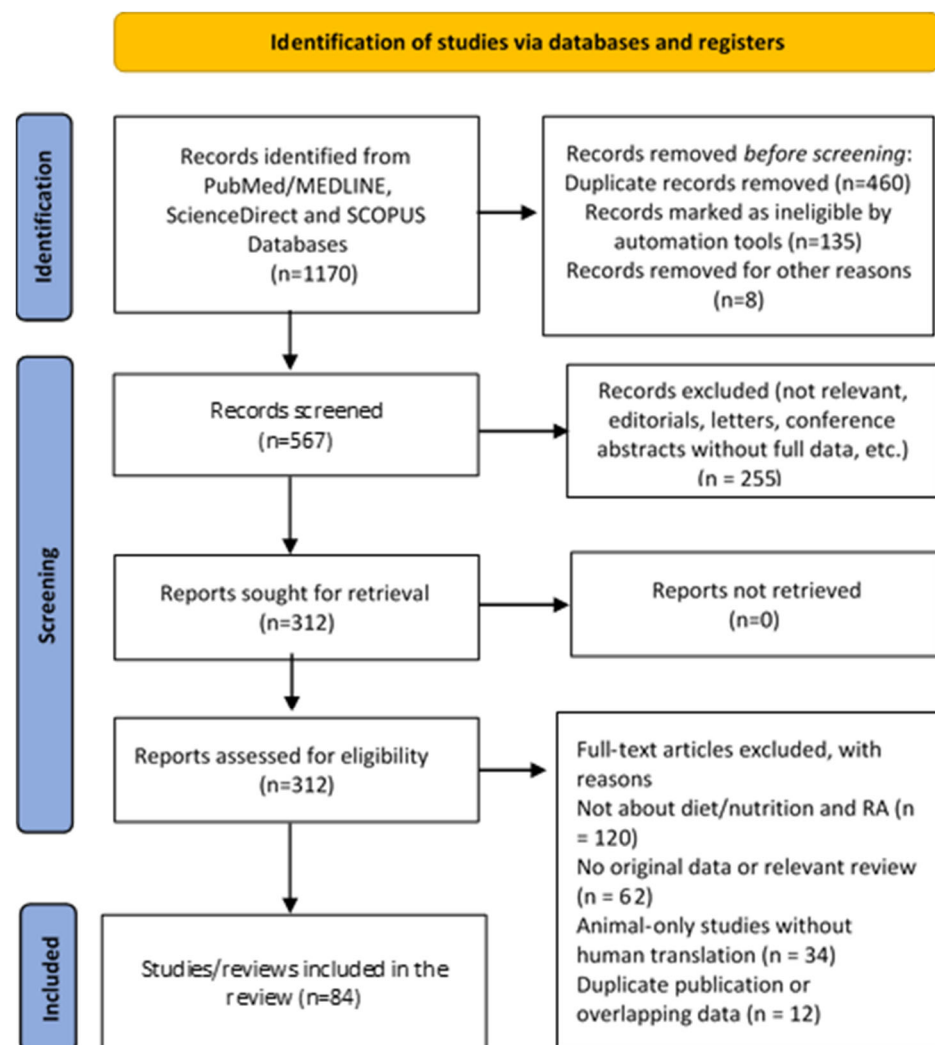 Identification of studies via databases and registers
Identification
Records identified from
PubMed/MEDLINE,
ScienceDirect and SCOPUS
Databases
(n=1170)
Records removed before screening:
Duplicate records removed (n=460)
Records marked as ineligible by
automation tools (n=135)
Records removed for other reasons
(n=8)
Screening
Records screened
(n=567)
Records excluded (not relevant,
editorials, letters, conference
abstracts without full data, etc.)
(n = 255)
Reports sought for retrieval
(n=312)
Reports not retrieved
(n=0)
Reports assessed for eligibility
(n=312)
Full-text articles excluded, with
reasons
Not about diet/nutrition and RA (n
= 120)
No original data or relevant review
(n = 62)
Animal-only studies without
human translation (n = 34)
Duplicate publication or
overlapping data (n = 12)
Included
Studies/reviews included in the
review (n=84)